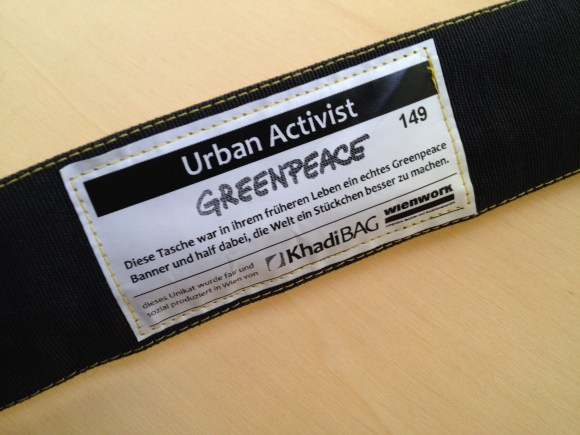 Urban Activist
GREENPEACE 149
Diese Tasche war in ihrem früheren Leben ein echtes Greenpeace
Banner und half dabei, die Welt ein Stückchen besser zu machen.
dieses Unikat wurde fair und
sozial produziert in Wien von
KhadiBAG
wienwork